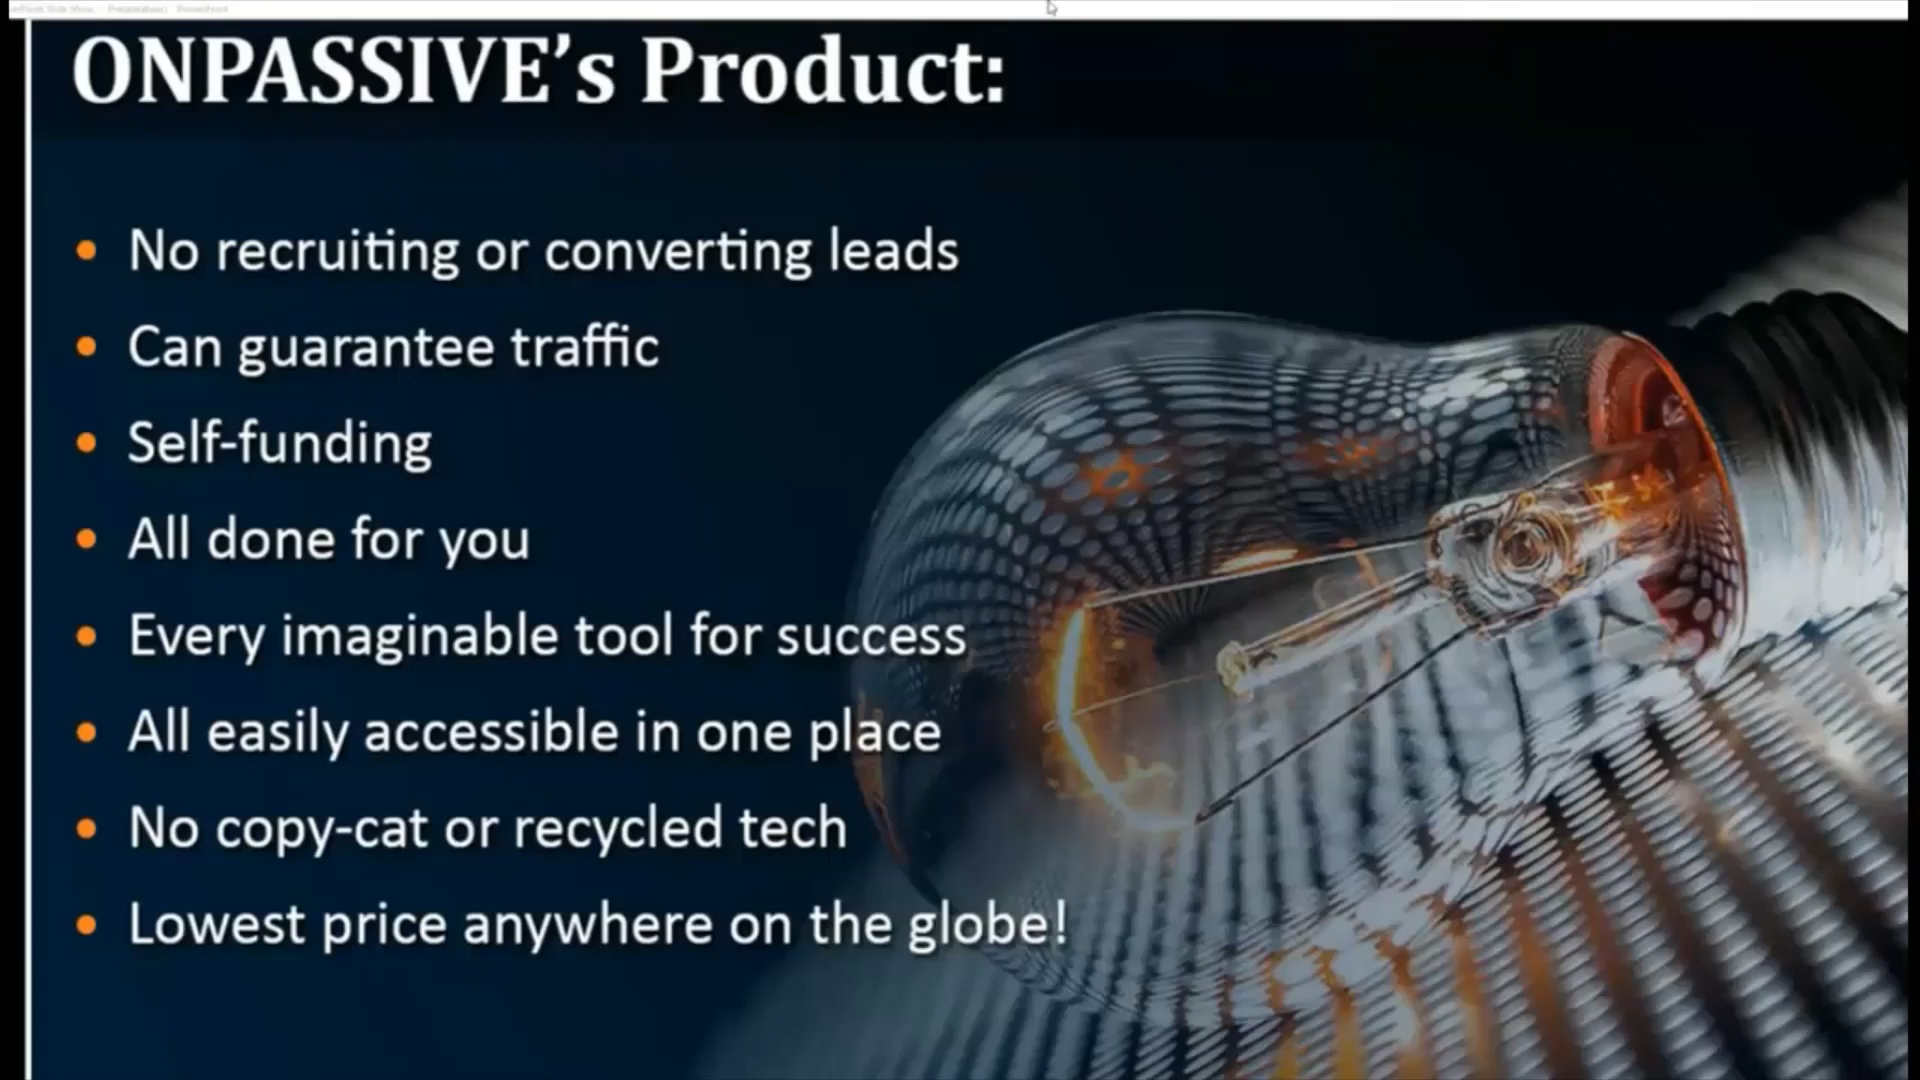 ONPASSIVE’s Product:
• No recruiting or converting leads
• Can guarantee traffic
• Self-funding
• All done for you
• Every imaginable tool for success
• All easily accessible in one place
• No copy-cat or recycled tech
• Lowest price anywhere on the globe!